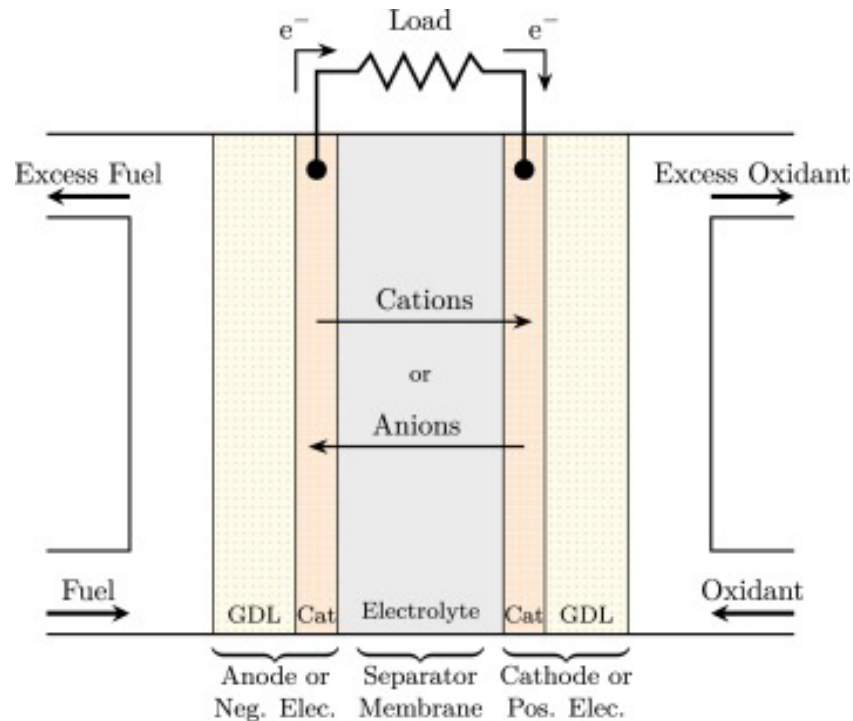 Load
e⁻
e⁻
Excess Fuel
Excess Oxidant
Cations
or
Anions
Fuel
Oxidant
GDL
Cat
Electrolyte
Cat
GDL
Anode or
Neg. Elec.
Separator
Membrane
Cathode or
Pos. Elec.